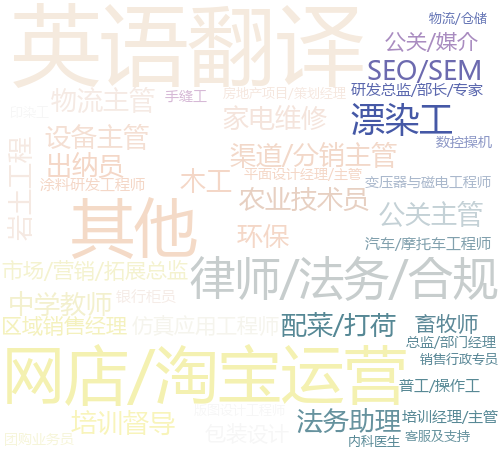 英语翻译
物流/仓储
公关/媒介
SEO/SEM
物流主管
手缝工
房地产项目/策划经理
研发总监/部长/专家
印染工
家电维修
漂染工
设备主管
数控操机
岩土工程
出纳员
渠道/分销主管
涂料研发工程师
木工
平面设计经理/主管
变压器与磁电工程师
农业技术员
其他
公关主管
环保
汽车/摩托车工程师
市场/营销/拓展总监
律师/法务/合规
中学教师
银行柜员
区域销售经理
仿真应用工程师
配菜/打荷
畜牧师
总监/部门经理
网店/淘宝运营
销售行政专员
普工/操作工
培训督导
法务助理
培训经理/主管
包装设计
团购业务员
内科医生
客服及支持